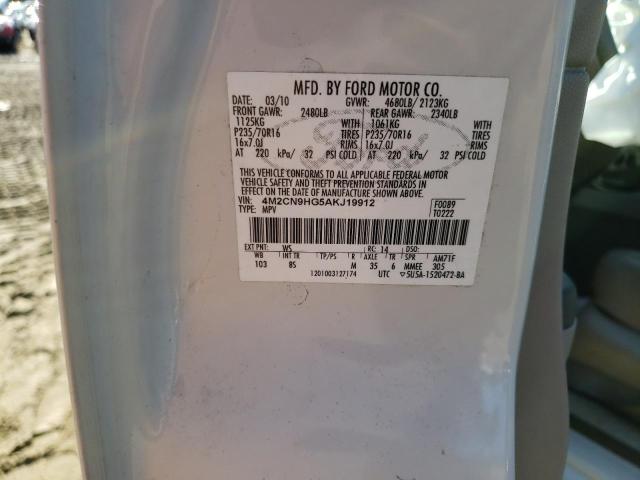 MFD. BY FORD MOTOR CO.
DATE: 03/10 GVWR: 4680LB/ 2123KG
FRONT GAWR: 2480LB REAR GAWR: 2340LB
1125KG WITH 1061KG WITH
P235/70R16 TIRES P235/70R16 TIRES
16x7.0J RIMS 16x7.0J RIMS
AT 220 kPa/ 32 PSI COLD AT 220 kPa/ 32 PSI COLD
THIS VEHICLE CONFORMS TO ALL APPLICABLE FEDERAL MOTOR
VEHICLE SAFETY AND THEFT PREVENTION STANDARDS IN
EFFECT ON THE DATE OF MANUFACTURE SHOWN ABOVE.
VIN: 4M2CN9HG5AKJ19912 F0089
TYPE: MPV T0222
EXT PNT: WS RC: 14 DSO:
WB INT TR TP/PS R AXLE TR SPR AM71F
103 8S M 35 6 MMEE 305
1201003127174 UTC 5U5A-1520472-BA
Ford